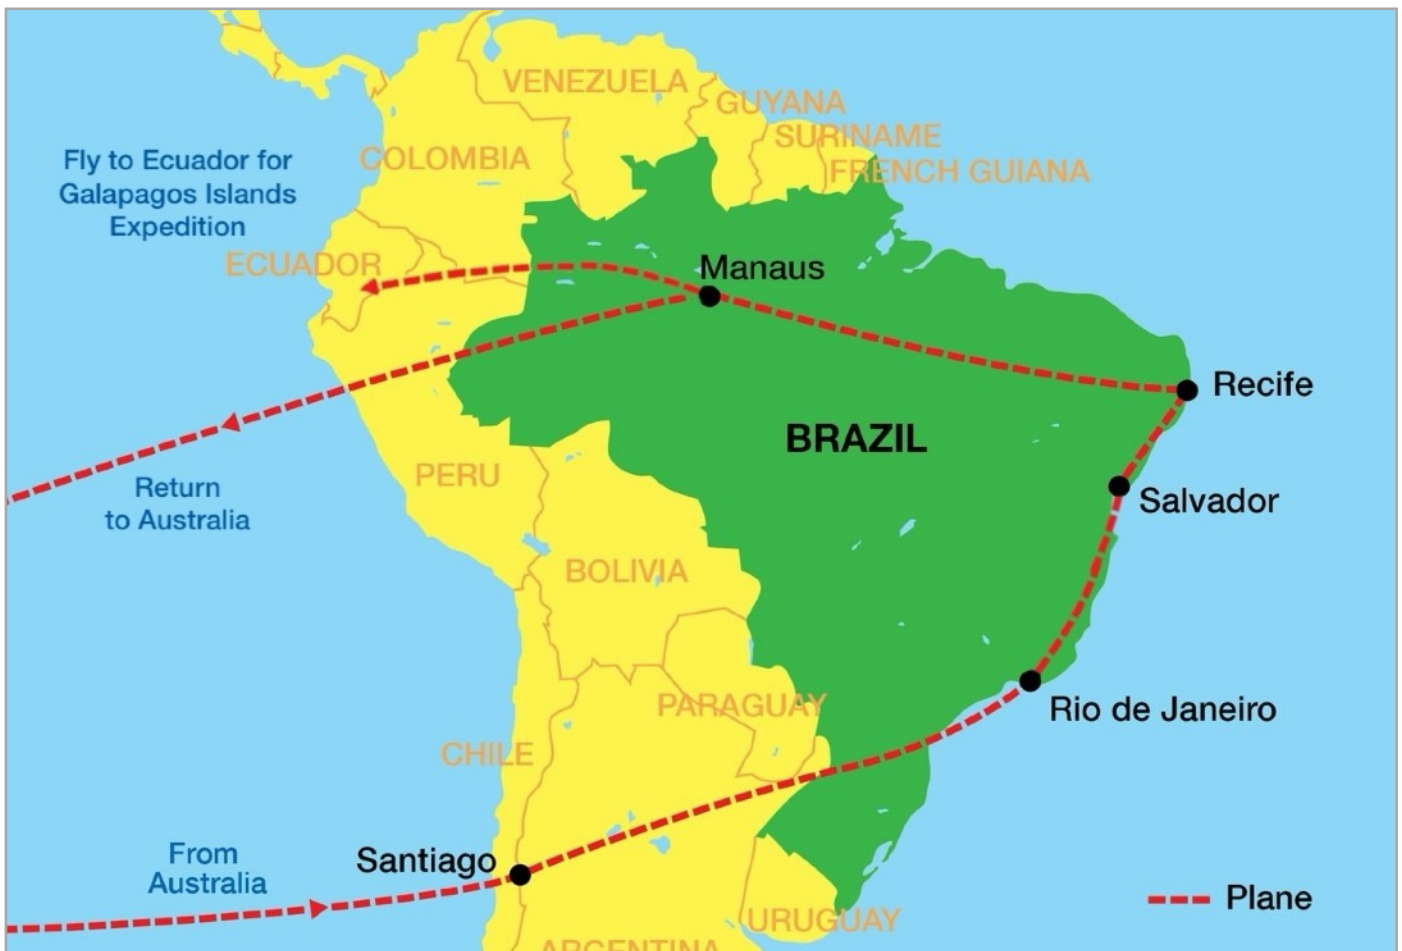 VENEZUELA
GUYANA
SURINAME
FRENCH GUIANA
COLOMBIA
Fly to Ecuador for
Galapagos Islands
Expedition
ECUADOR
Manaus
Recife
BRAZIL
Salvador
PERU
Return
to Australia
BOLIVIA
PARAGUAY
Rio de Janeiro
CHILE
From
Australia
Santiago
Plane
URUGUAY
ARGENTINA